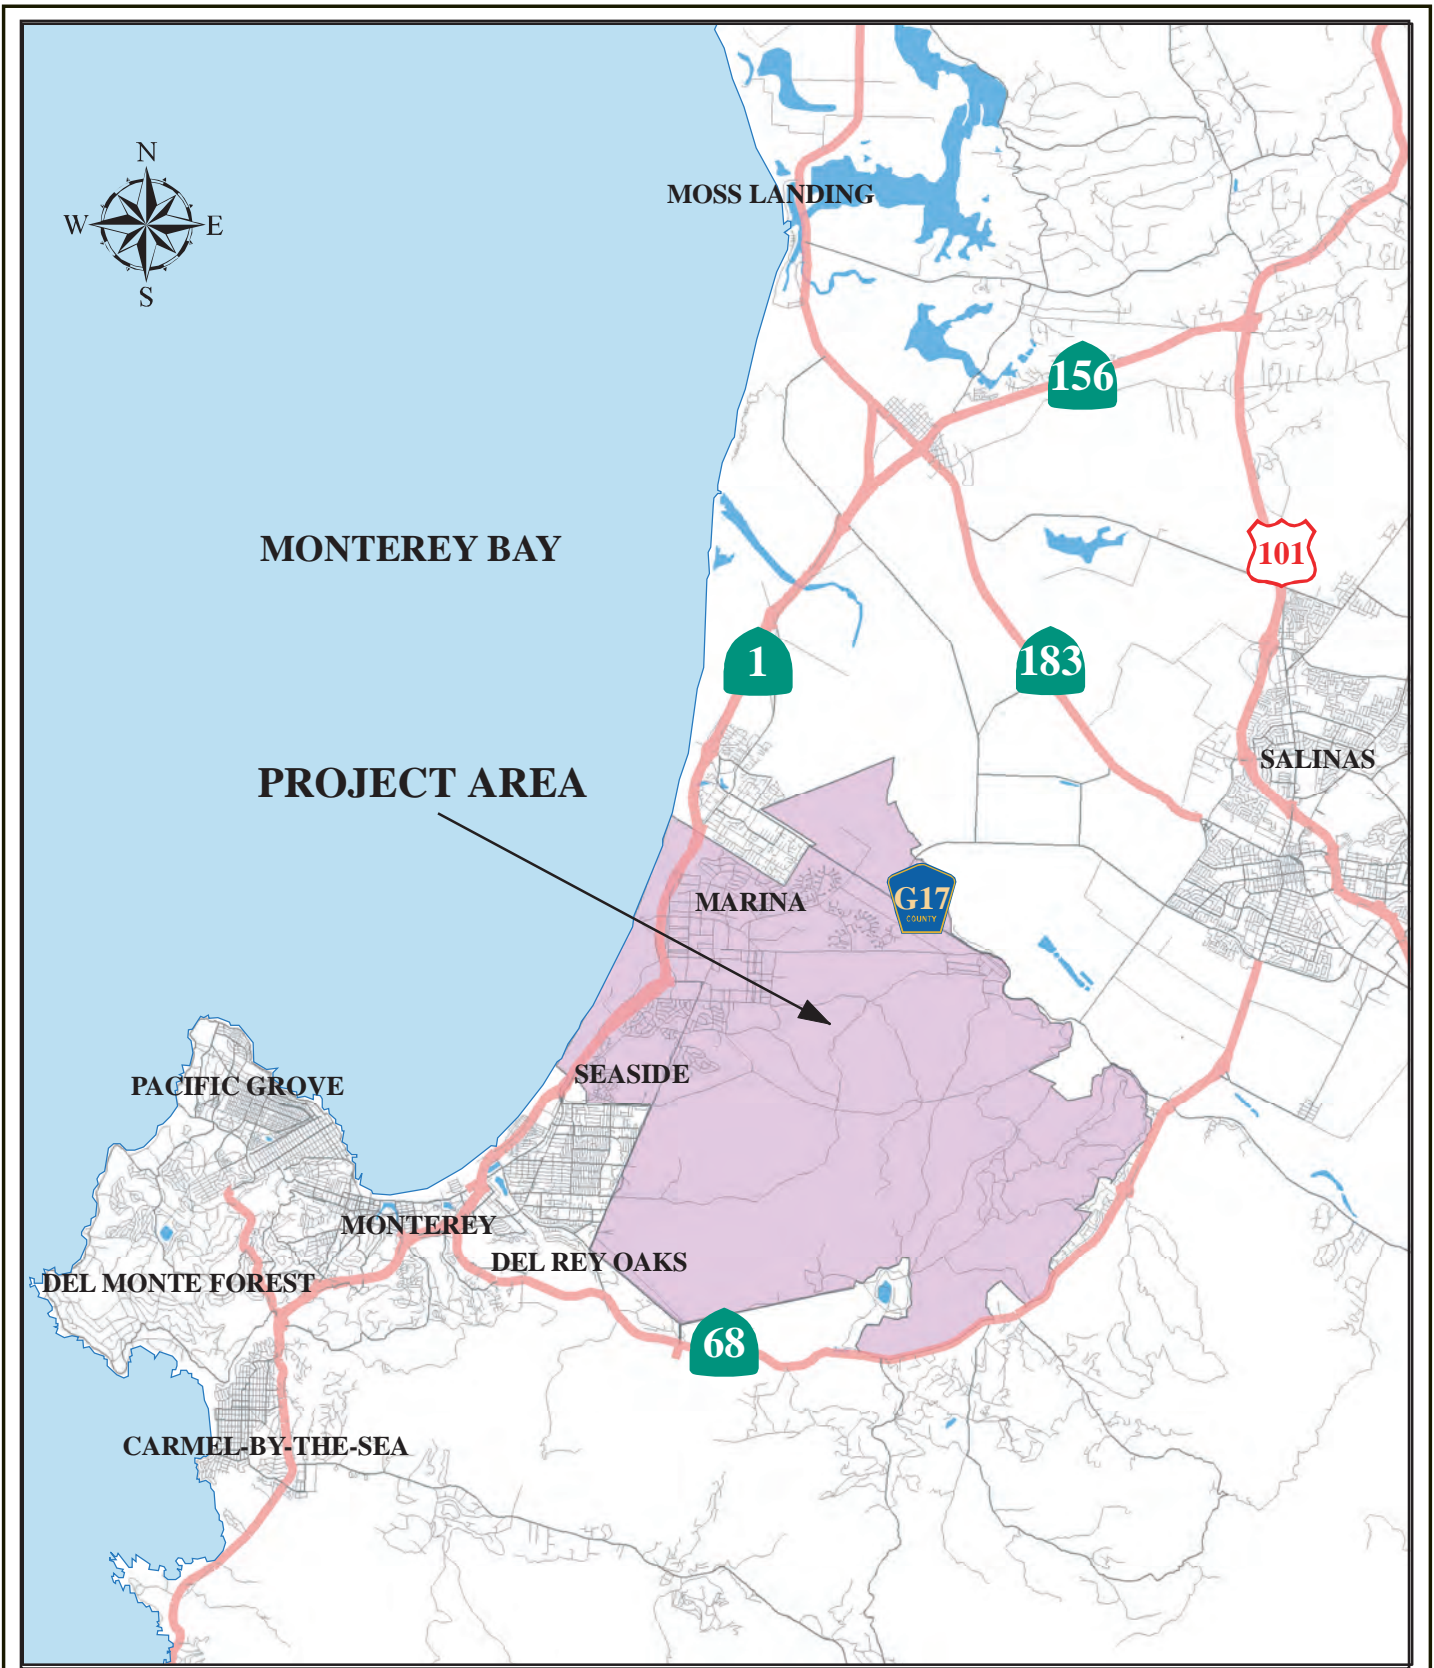 N
W
E
S
MOSS LANDING
156
MONTEREY BAY
101
1
183
SALINAS
PROJECT AREA
MARINA
G17
COUNTY
SEASIDE
PACIFIC GROVE
MONTEREY
DEL REY OAKS
DEL MONTE FOREST
68
CARMEL-BY-THE-SEA